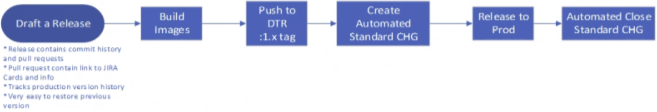 Draft a Release
Build
Images
Push to
DTR
:1.x tag
Create
Automated
Standard CHG
Release to
Prod
Automated Close
Standard CHG
*Release contains commit history
and pull requests
*Pull request contain link to JIRA
Cards and info
*Tracks production version history
*Very easy to restore previous
version